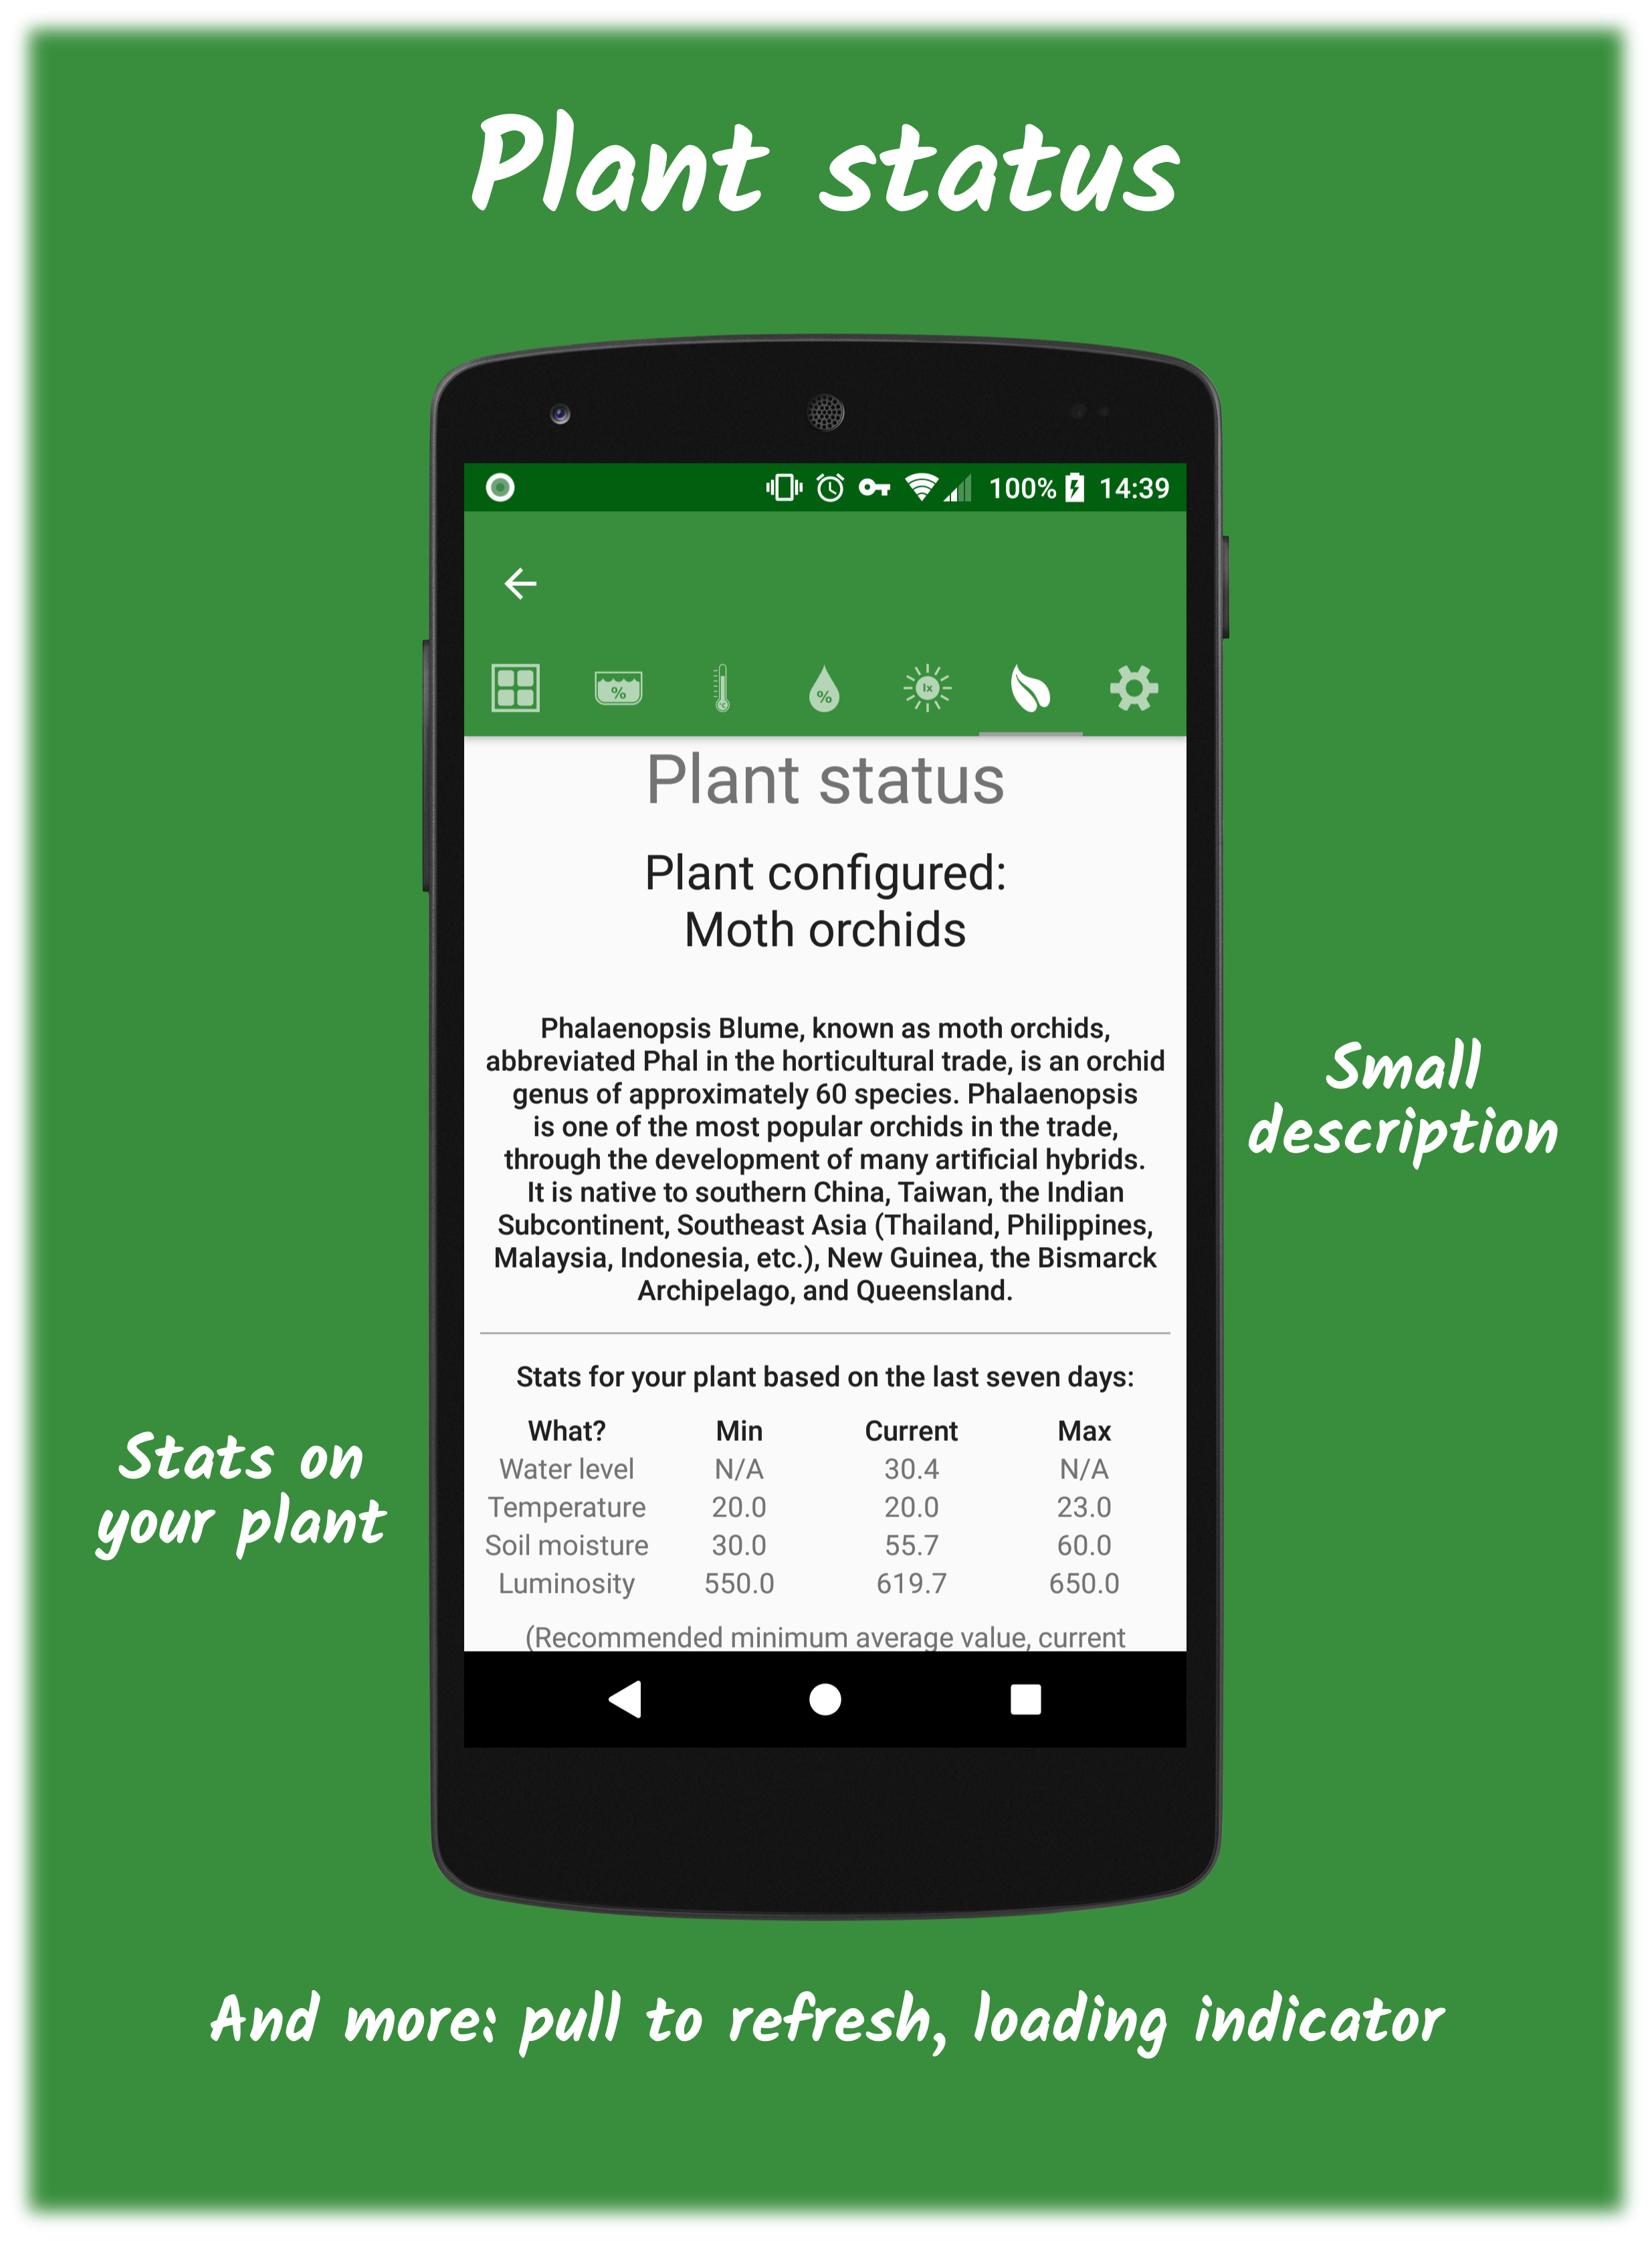 Plant status
100% 14:39
%
%
lx
Plant status
Plant configured:
Moth orchids
Phalaenopsis Blume, known as moth orchids,
abbreviated Phal in the horticultural trade, is an orchid
genus of approximately 60 species. Phalaenopsis
is one of the most popular orchids in the trade,
through the development of many artificial hybrids.
It is native to southern China, Taiwan, the Indian
Subcontinent, Southeast Asia (Thailand, Philippines,
Malaysia, Indonesia, etc.), New Guinea, the Bismarck
Archipelago, and Queensland.
Small
description
Stats for your plant based on the last seven days:
What? Min Current Max
Water level N/A 30.4 N/A
Temperature 20.0 20.0 23.0
Soil moisture 30.0 55.7 60.0
Luminosity 550.0 619.7 650.0
(Recommended minimum average value, current
Stats on
your plant
And more: pull to refresh, loading indicator